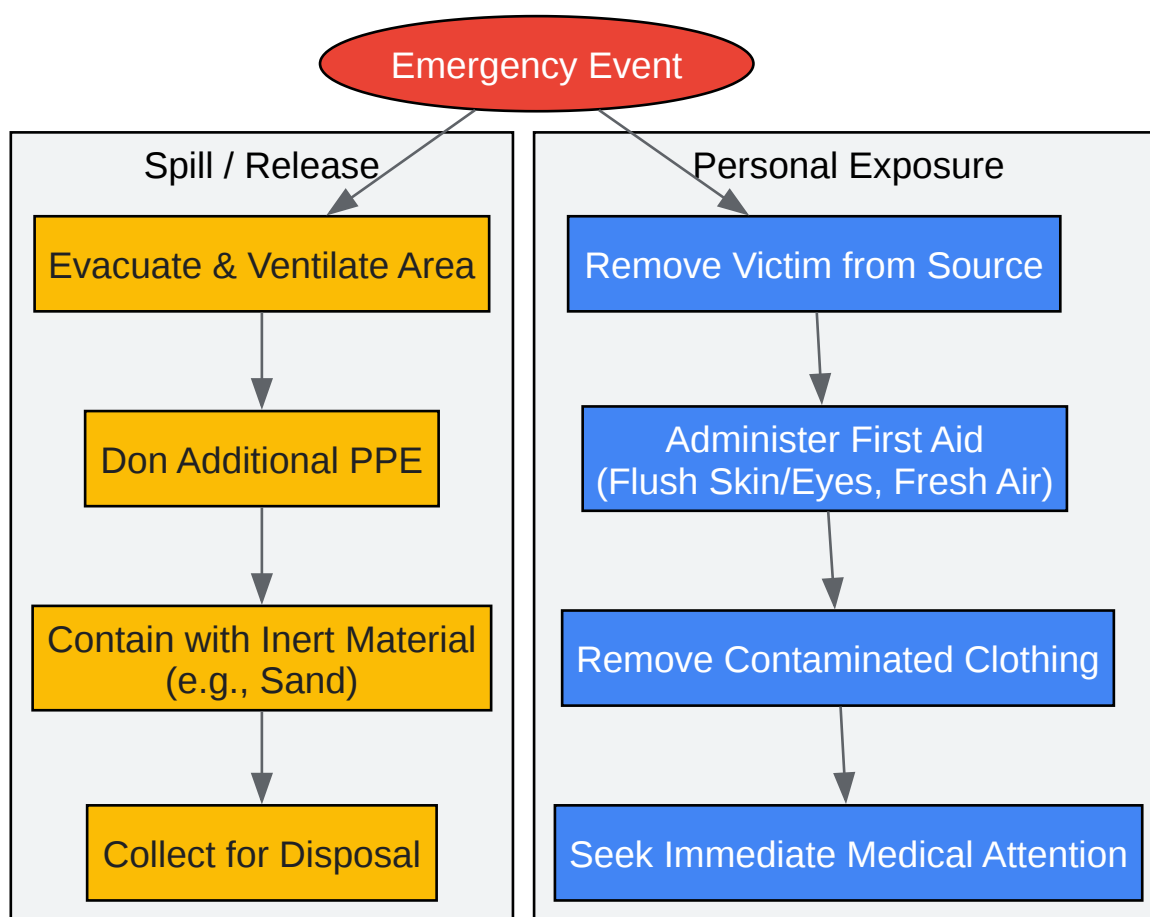 Emergency Event
Spill / Release
Evacuate & Ventilate Area
Don Additional PPE
Contain with Inert Material
(e.g., Sand)
Collect for Disposal
Personal Exposure
Remove Victim from Source
Administer First Aid
(Flush Skin/Eyes, Fresh Air)
Remove Contaminated Clothing
Seek Immediate Medical Attention